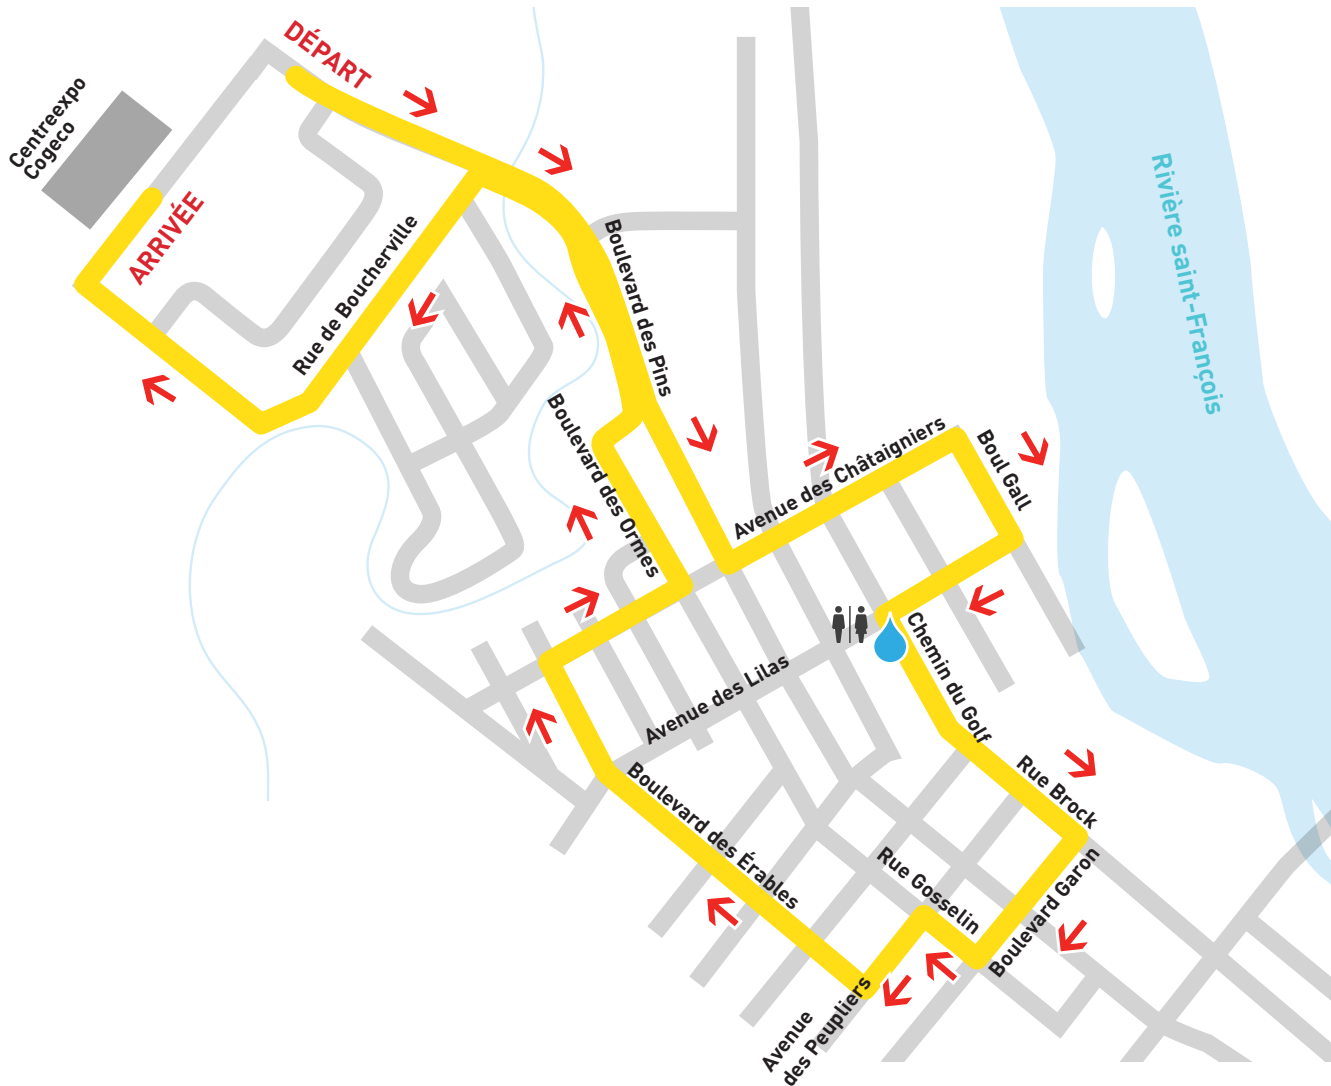 DÉPART
Centreexpo
Cogeco
ARRIVÉE
Rue de Boucherville
Boulevard des Pins
Rivière saint-François
Boulevard des Ormes
Avenue des Châtaigniers
Boul Gall
Chemin du Golf
Avenue des Lilas
Rue Brock
Boulevard des Érables
Rue Gosselin
Boulevard Garon
Avenue
des Peupliers